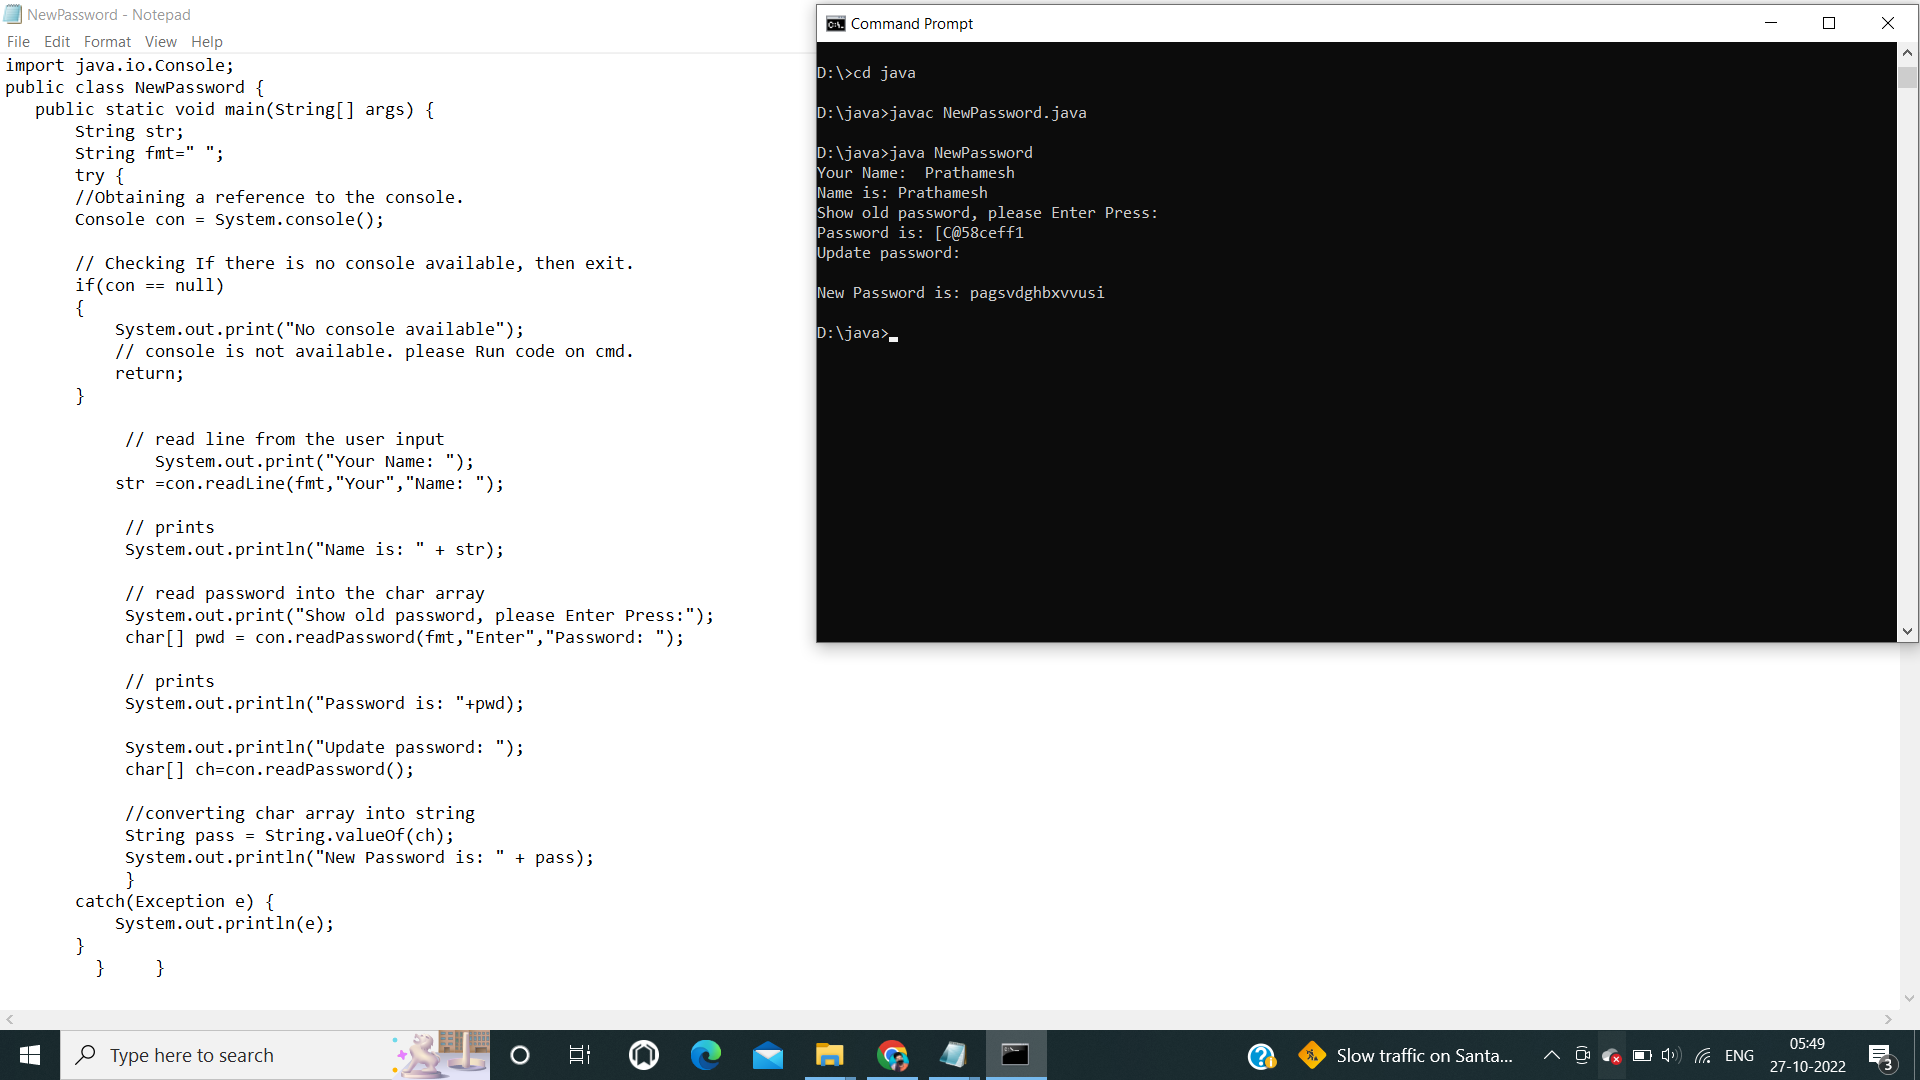 NewPassword - Notepad
File Edit Format View Help
import java.io.Console;
public class NewPassword {
public static void main(String[] args) {
String str;
String fmt=" ";
try {
//Obtaining a reference to the console.
Console con = System.console();
// Checking If there is no console available, then exit.
if(con == null)
{
System.out.print("No console available");
// console is not available. please Run code on cmd.
return;
}
// read line from the user input
System.out.print("Your Name: ");
str =con.readLine(fmt,"Your","Name: ");
// prints
System.out.println("Name is: " + str);
// read password into the char array
System.out.print("Show old password, please Enter Press:");
char[] pwd = con.readPassword(fmt,"Enter","Password: ");
// prints
System.out.println("Password is: "+pwd);
System.out.println("Update password: ");
char[] ch=con.readPassword();
//converting char array into string
String pass = String.valueOf(ch);
System.out.println("New Password is: " + pass);
}
catch(Exception e) {
System.out.println(e);
}
} }
Command Prompt
D:\>cd java
D:\java>javac NewPassword.java
D:\java>java NewPassword
Your Name:  Prathamesh
Name is: Prathamesh
Show old password, please Enter Press:
Password is: [C@58ceff1
Update password:
New Password is: pagsvdghbxvvusi
D:\java>
Type here to search
Slow traffic on Santa...
ENG
05:49
27-10-2022
3